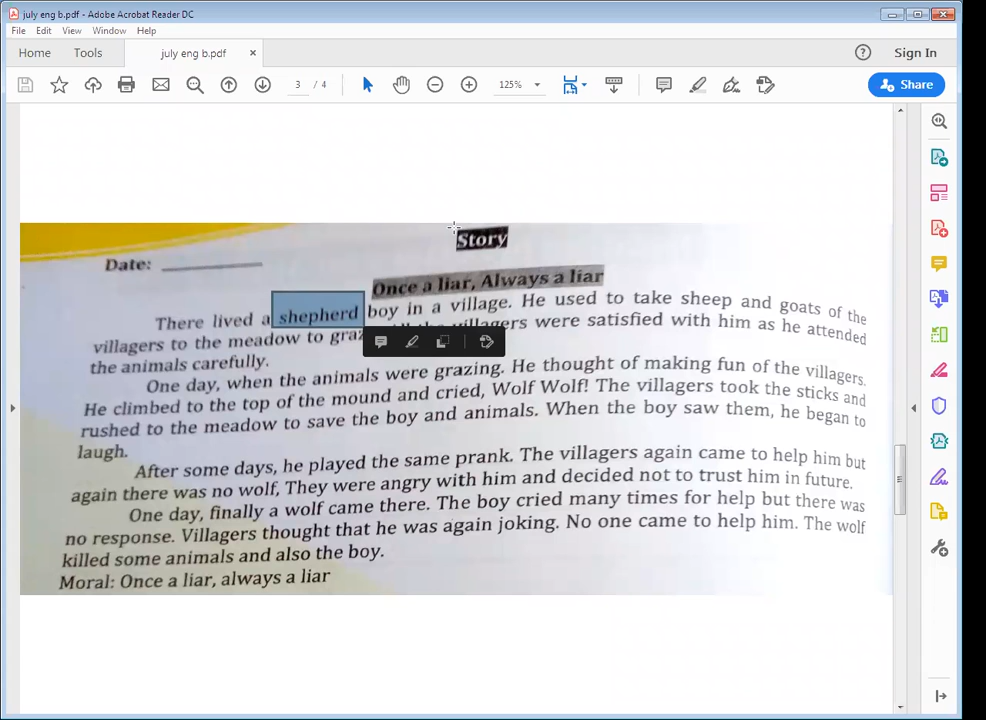 july eng b.pdf - Adobe Acrobat Reader DC
File Edit View Window Help
Home Tools july eng b.pdf × ? Sign In
3 / 4 125% Share
Story
Date:
Once a liar, Always a liar
There lived a shepherd boy in a village. He used to take sheep and goats of the
villagers to the meadow to villagers were satisfied with him as he attended
the animals carefully.
One day, when the animals were grazing. He thought of making fun of the villagers.
He climbed to the top of the mound and cried, Wolf Wolf! The villagers took the sticks and
rushed to the meadow to save the boy and animals. When the boy saw them, he began to
laugh.
After some days, he played the same prank. The villagers again came to help him but
again there was no wolf, They were angry with him and decided not to trust him in future.
One day, finally a wolf came there. The boy cried many times for help but there was
no response. Villagers thought that he was again joking. No one came to help him. The wolf
killed some animals and also the boy.
Moral: Once a liar, always a liar